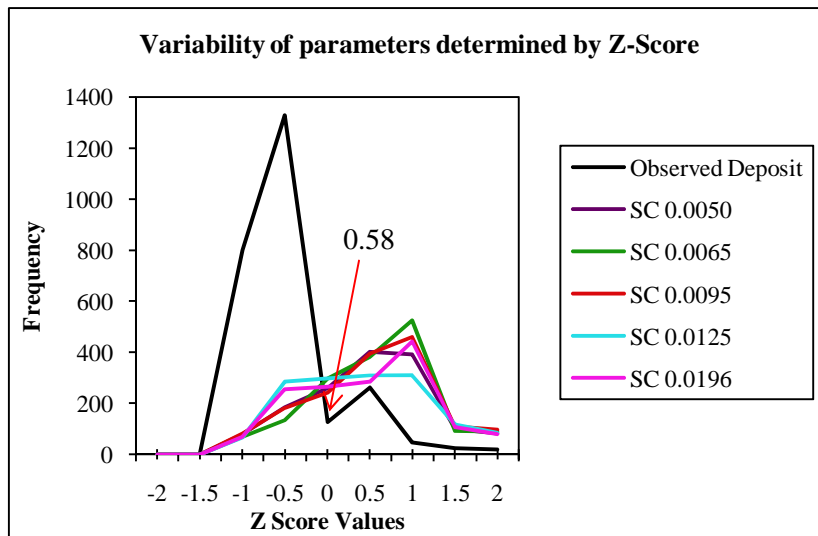 Variability of parameters determined by Z-Score
1400
1200
1000
800
600
400
200
0
Frequency
0.58
-2 -1.5 -1 -0.5 0 0.5 1 1.5 2
Z Score Values
Observed Deposit
SC 0.0050
SC 0.0065
SC 0.0095
SC 0.0125
SC 0.0196